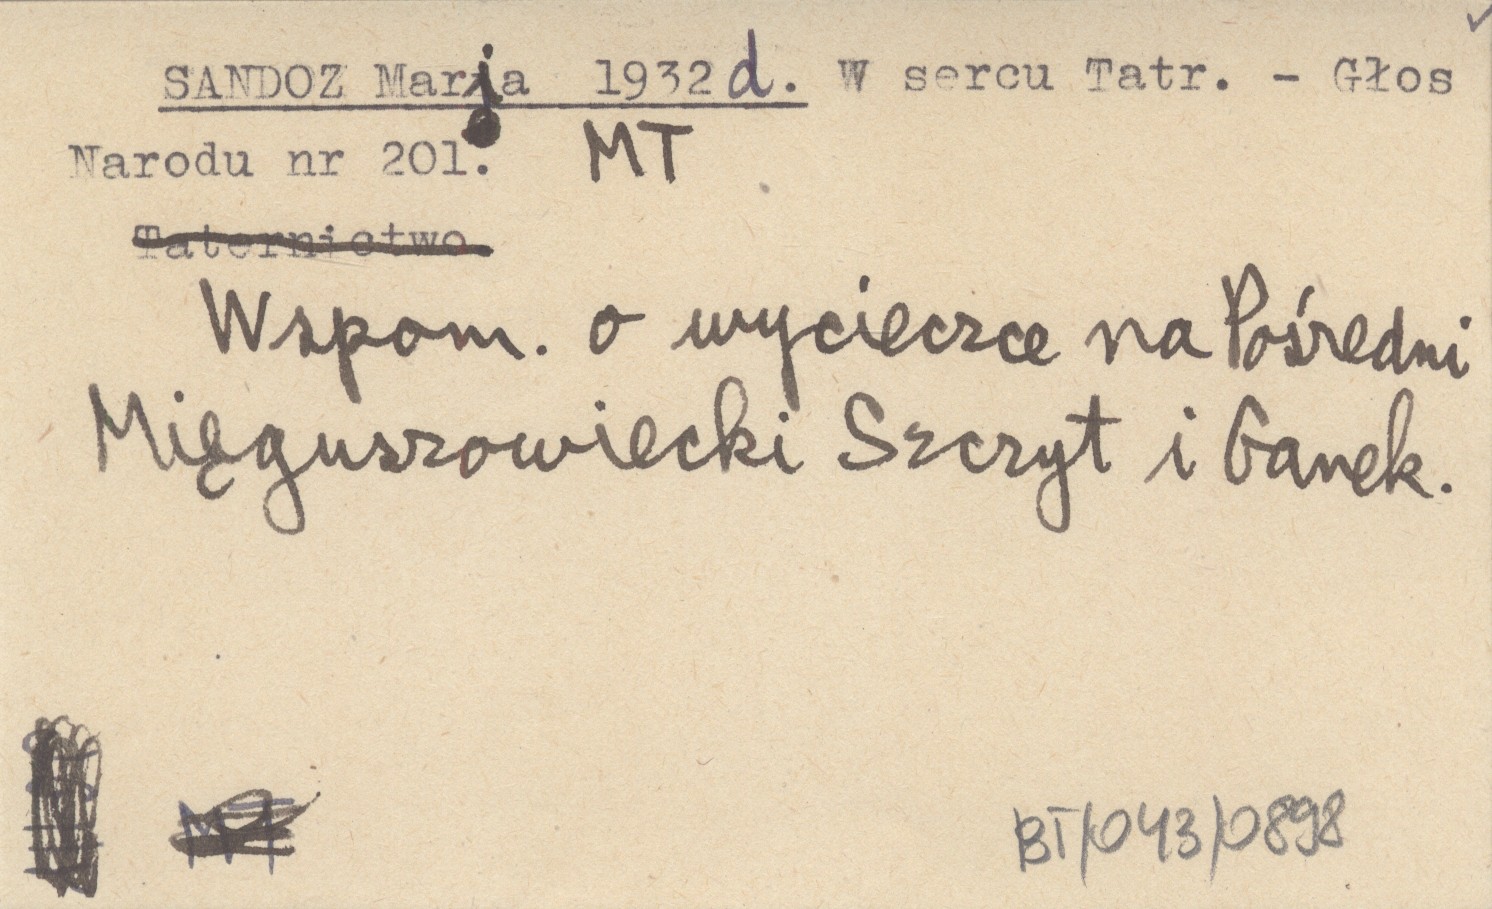 SANDOZ Marja 1932d. W sercu Tatr. - Głos
Narodu nr 201. MT
Taternictwo
Wspom. o wycieczce na Pośredni
Mięguszowiecki Szczyt i Ganek.
MT
BT/043/0898